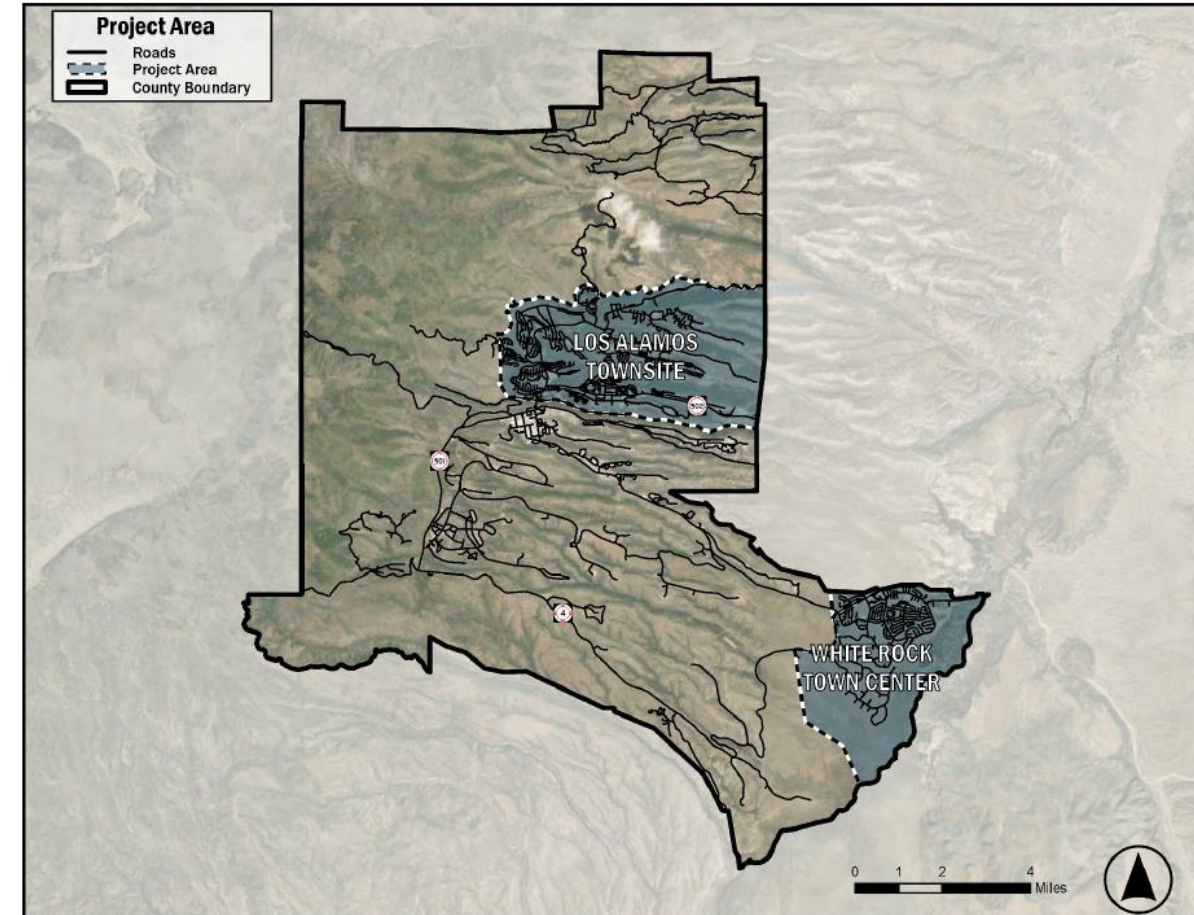 Project Area
Roads
Project Area
County Boundary
LOS ALAMOS
TOWNSITE
502
501
4
WHITE ROCK
TOWN CENTER
0 1 2 4
Miles